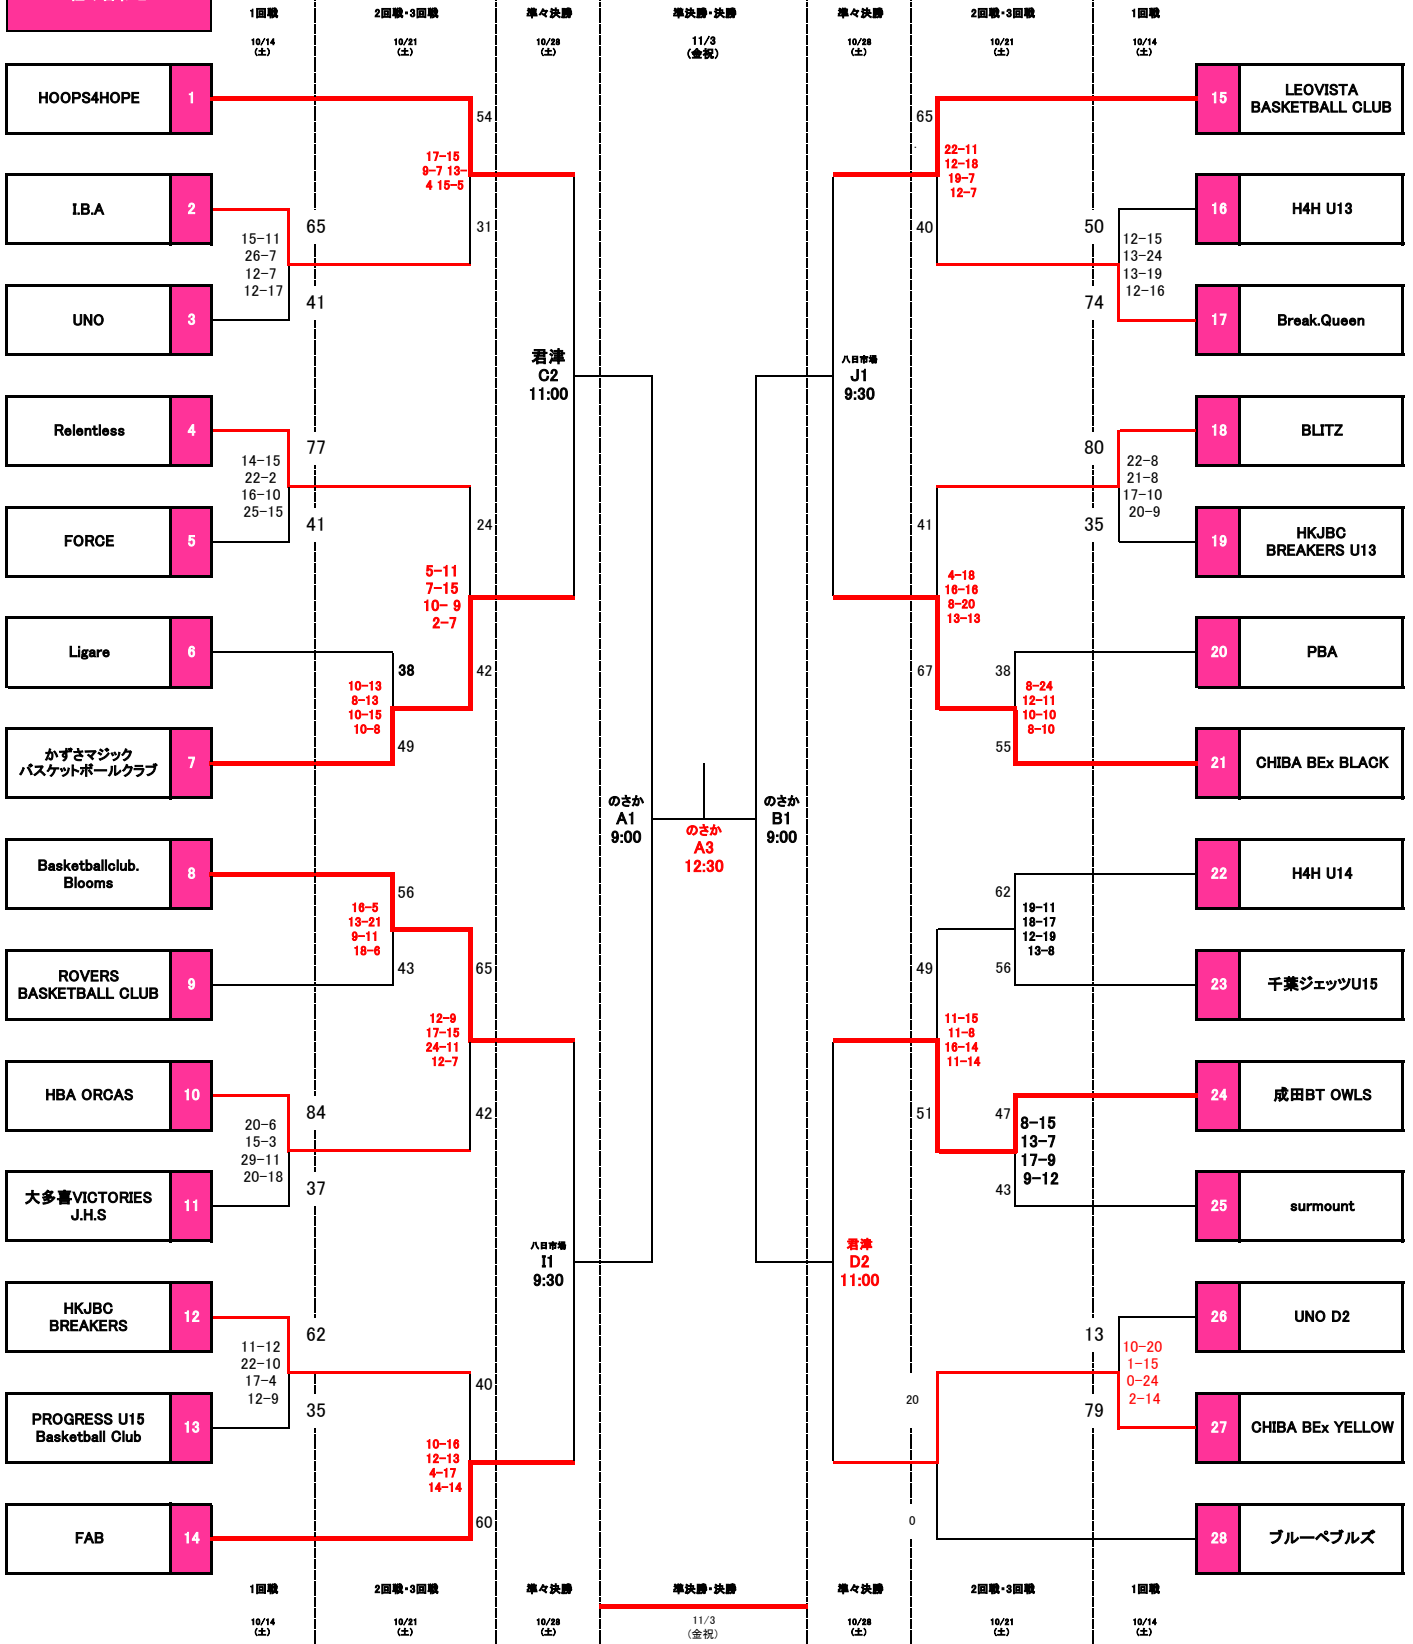 1回戦
2回戦・3回戦
準々決勝
準決勝・決勝
準々決勝
2回戦・3回戦
1回戦
10/14
(土)
10/21
(土)
10/28
(土)
11/3
(金祝)
10/28
(土)
10/21
(土)
10/14
(土)
HOOPS4HOPE
1
I.B.A
2
UNO
3
Relentless
4
FORCE
5
Ligare
6
かずさマジック
バスケットボールクラブ
7
Basketballclub.
Blooms
8
ROVERS
BASKETBALL CLUB
9
HBA ORCAS
10
大多喜VICTORIES
J.H.S
11
HKJBC
BREAKERS
12
PROGRESS U15
Basketball Club
13
FAB
14
15-11
26-7
12-7
12-17
65
41
14-15
22-2
16-10
25-15
77
41
20-6
15-3
29-11
20-18
84
37
11-12
22-10
17-4
12-9
62
35
17-15
9-7 13-
4 15-5
54
31
10-13
8-13
10-15
10-8
38
49
5-11
7-15
10- 9
2-7
24
42
16-5
13-21
9-11
18-6
56
43
12-9
17-15
24-11
12-7
65
42
10-16
12-13
4-17
14-14
40
60
君津
C2
11:00
八日市場
I1
9:30
のさか
A1
9:00
のさか
A3
12:30
のさか
B1
9:00
八日市場
J1
9:30
君津
D2
11:00
65
40
22-11
12-18
19-7
12-7
41
67
4-18
16-16
8-20
13-13
38
55
8-24
12-11
10-10
8-10
62
56
19-11
18-17
12-19
13-8
49
51
11-15
11-8
16-14
11-14
47
43
8-15
13-7
17-9
9-12
20
0
50
74
12-15
13-24
13-19
12-16
80
35
22-8
21-8
17-10
20-9
13
79
10-20
1-15
0-24
2-14
15
LEOVISTA
BASKETBALL CLUB
16
H4H U13
17
Break.Queen
18
BLITZ
19
HKJBC
BREAKERS U13
20
PBA
21
CHIBA BEx BLACK
22
H4H U14
23
千葉ジェッツU15
24
成田BT OWLS
25
surmount
26
UNO D2
27
CHIBA BEx YELLOW
28
ブルーペブルズ
1回戦
2回戦・3回戦
準々決勝
準決勝・決勝
準々決勝
2回戦・3回戦
1回戦
10/14
(土)
10/21
(土)
10/28
(土)
11/3
(金祝)
10/28
(土)
10/21
(土)
10/14
(土)